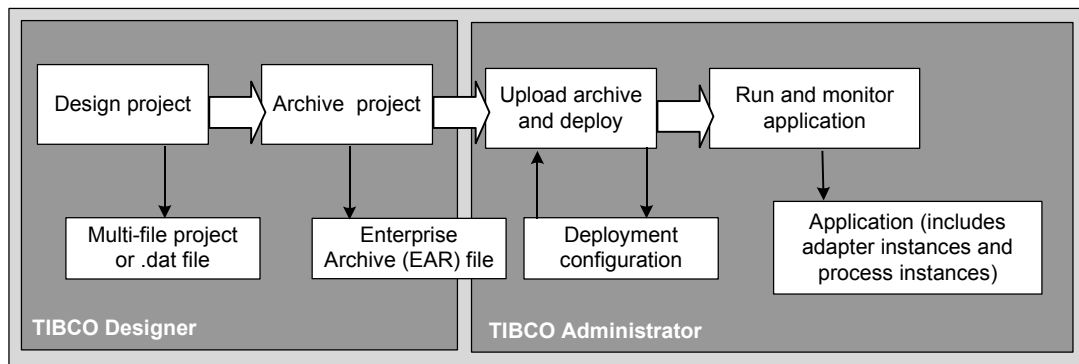 Design project
Archive project
Upload archive
and deploy
Run and monitor
application
Multi-file project
or .dat file
Enterprise
Archive (EAR) file
Deployment
configuration
Application (includes
adapter instances and
process instances)
TIBCO Designer
TIBCO Administrator